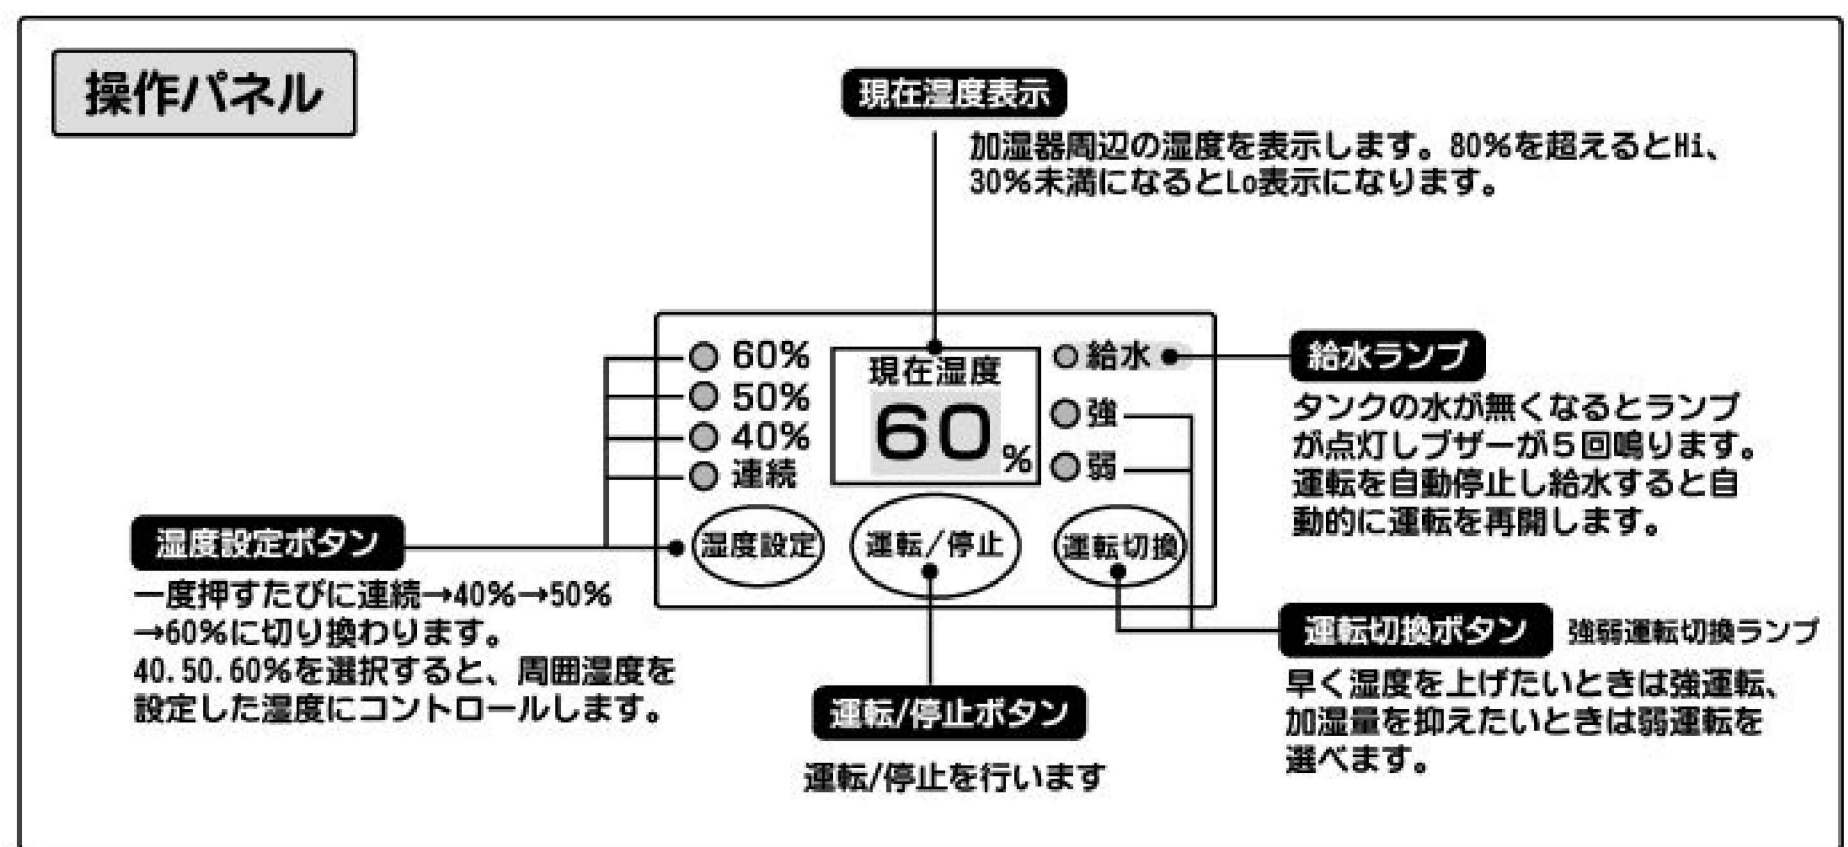 操作パネル
現在湿度表示
加湿器周辺の湿度を表示します。80%を超えるとHi、
30%未満になるとLo表示になります。
60%
50%
40%
連続
現在湿度
60%
給水
強
弱
湿度設定
運転/停止
運転切換
給水ランプ
タンクの水が無くなるとランプ
が点灯しブザーが5回鳴ります。
運転を自動停止し給水すると自
動的に運転を再開します。
湿度設定ボタン
一度押すたびに連続→40%→50%
→60%に切り換わります。
40.50.60%を選択すると、周囲湿度を
設定した湿度にコントロールします。
運転/停止ボタン
運転/停止を行います
運転切換ボタン 強弱運転切換ランプ
早く湿度を上げたいときは強運転、
加湿量を抑えたいときは弱運転を
選べます。